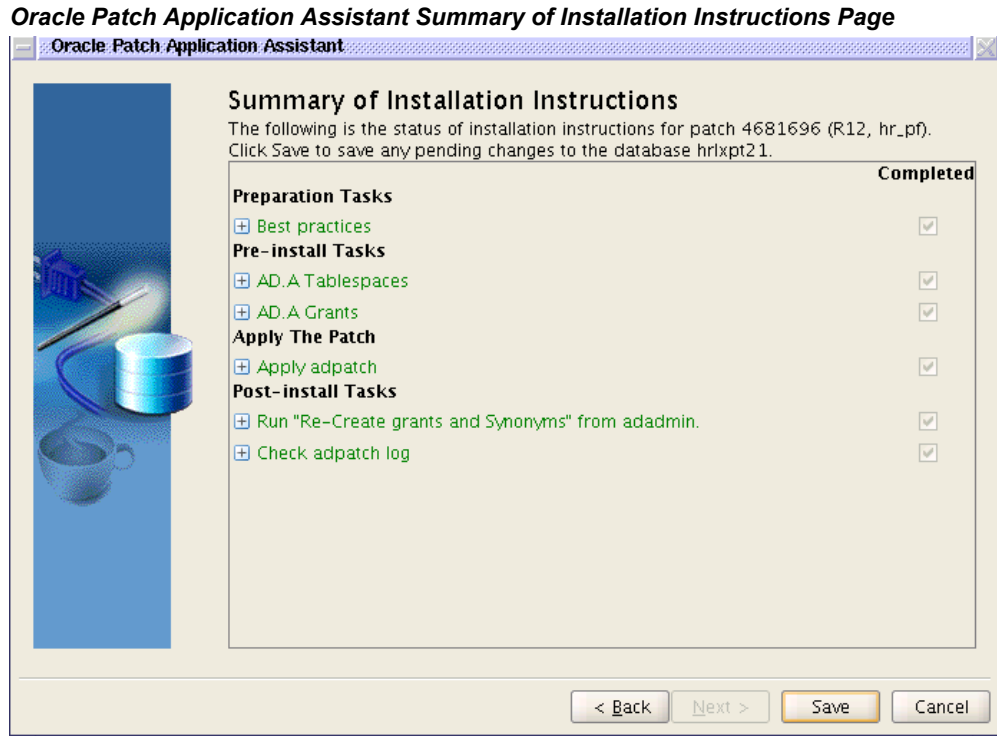 Oracle Patch Application Assistant Summary of Installation Instructions Page
Oracle Patch Application Assistant
Summary of Installation Instructions
The following is the status of installation instructions for patch 4681696 (R12, hr_pf).
Click Save to save any pending changes to the database hrlxpt21.
Completed
Preparation Tasks
Best practices
Pre-install Tasks
AD.A Tablespaces
AD.A Grants
Apply The Patch
Apply adpatch
Post-install Tasks
Run "Re-Create grants and Synonyms" from adadmin.
Check adpatch log
< Back Next > Save Cancel